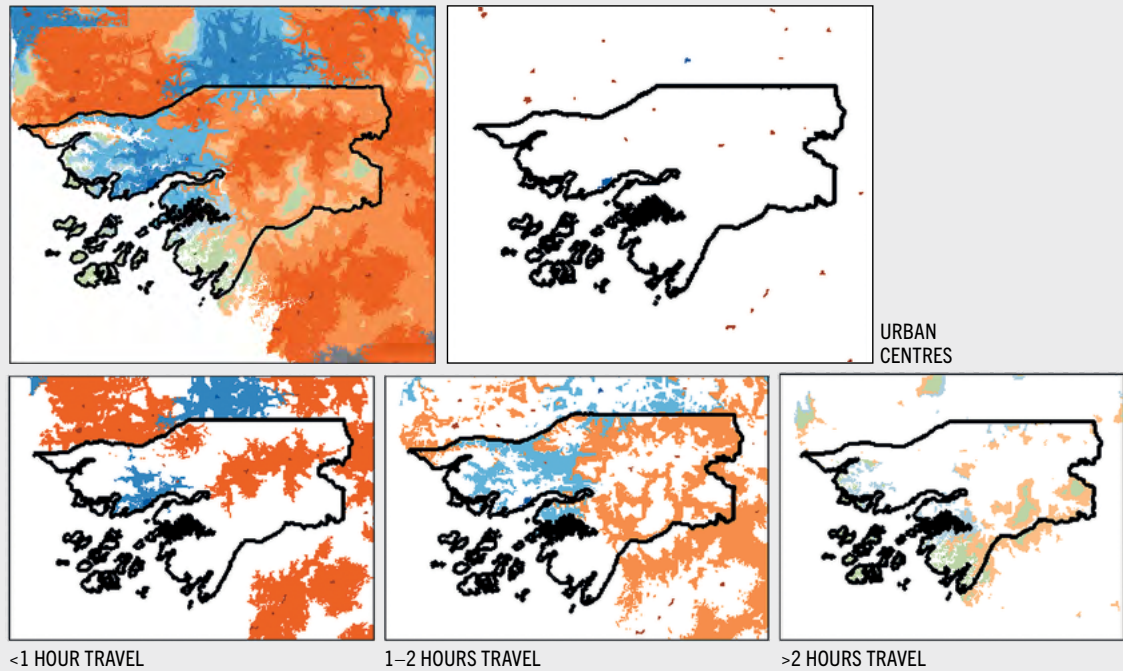 URBAN
CENTRES
<1 HOUR TRAVEL
1–2 HOURS TRAVEL
>2 HOURS TRAVEL